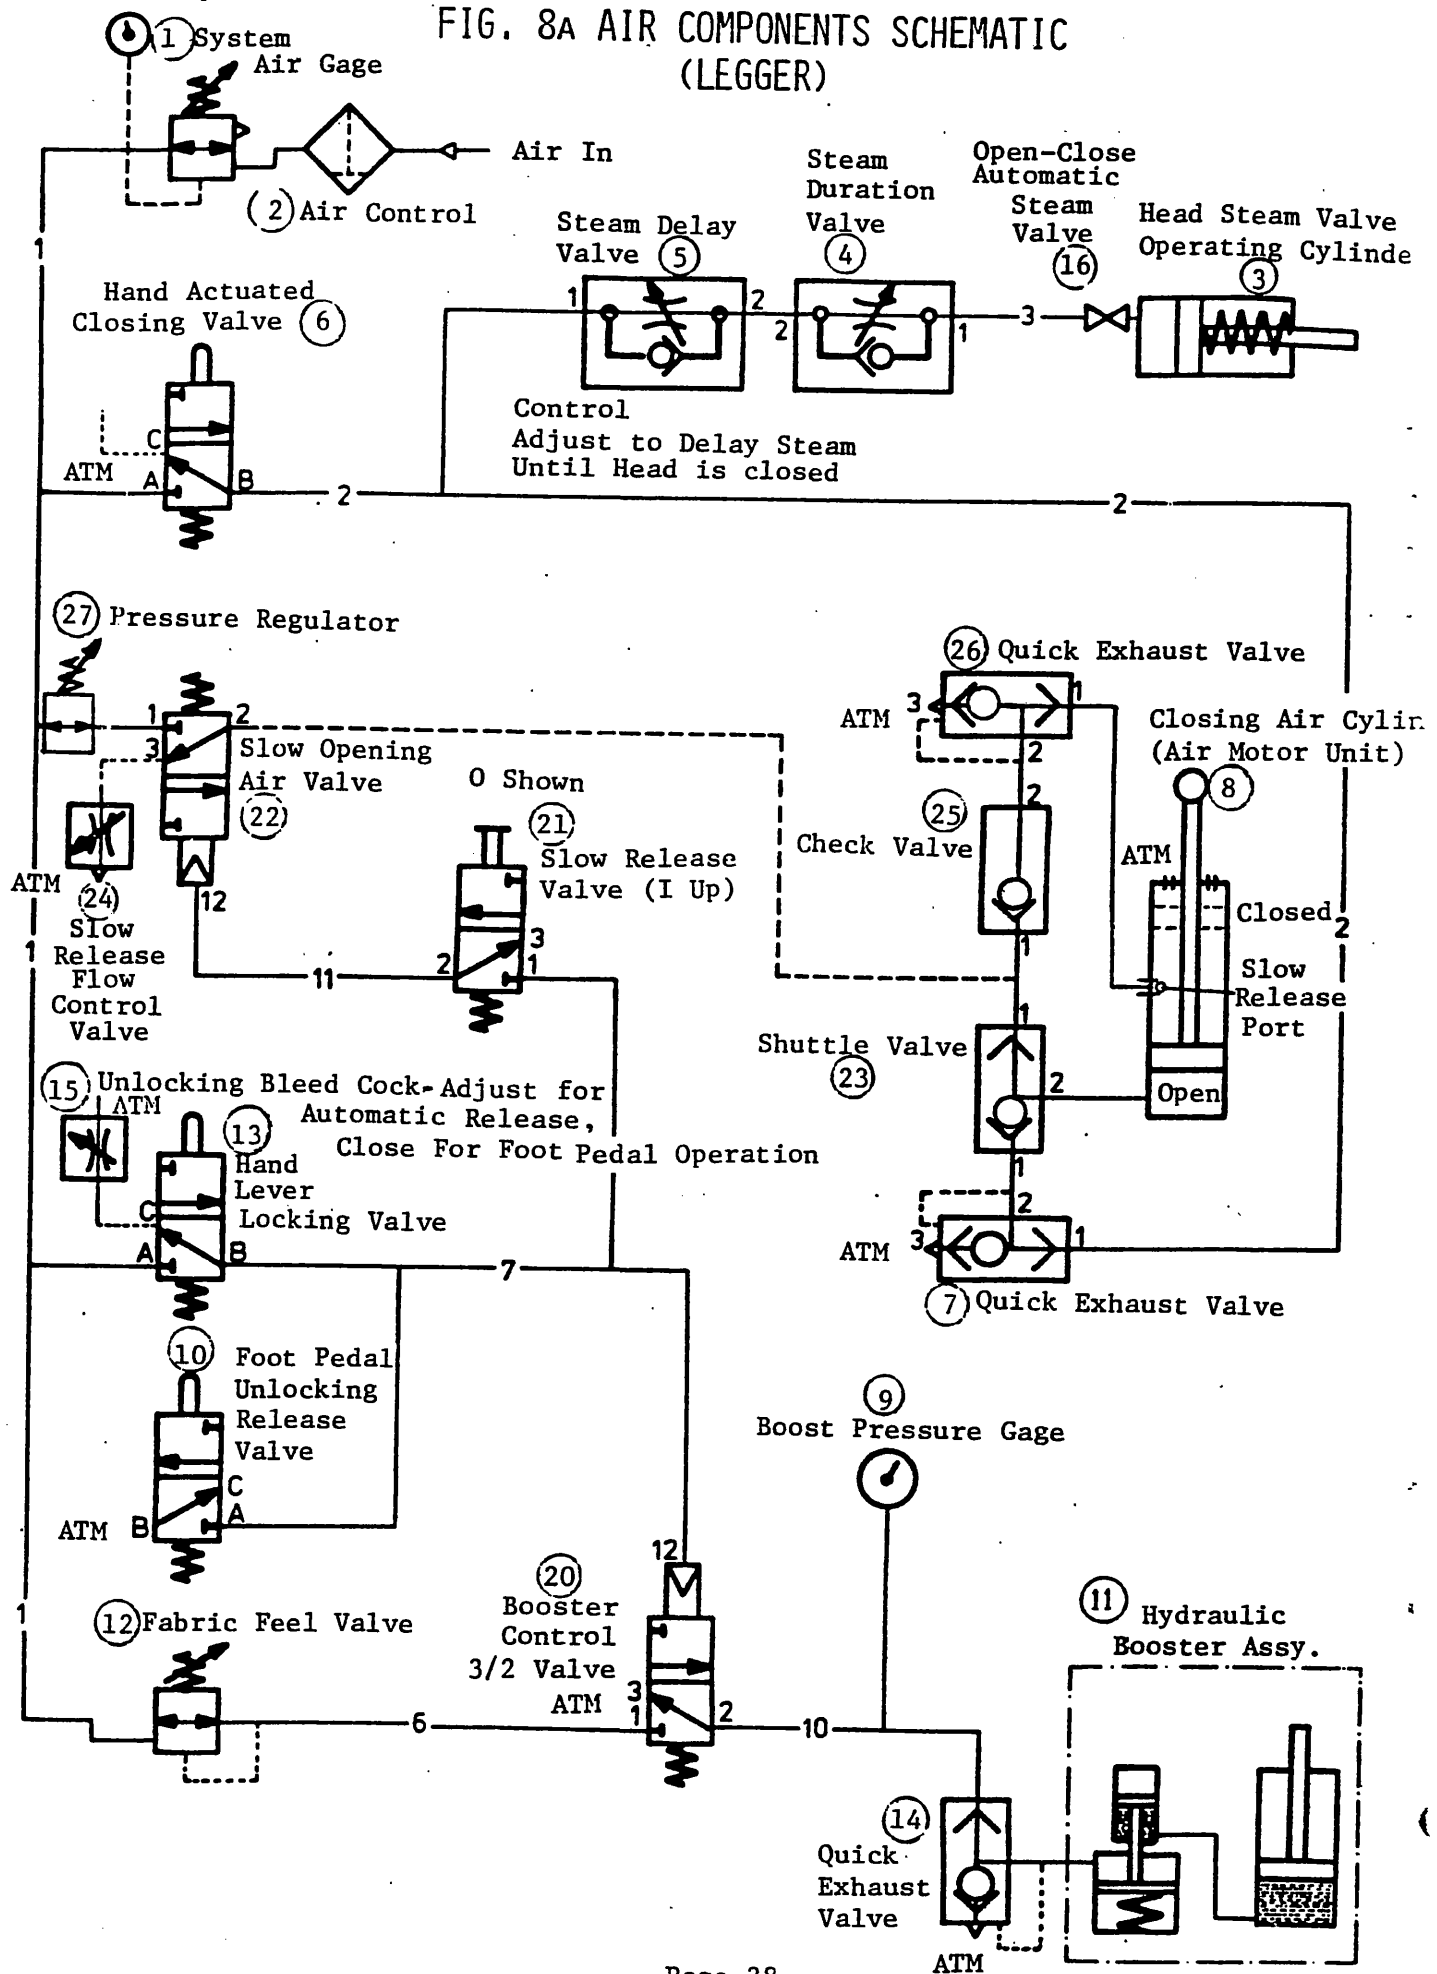 FIG. 8A AIR COMPONENTS SCHEMATIC
(LEGGER)
1 System
Air Gage
Air In
2 Air Control
1
Steam Delay
Valve 5
Steam
Duration
Valve
4
Open-Close
Automatic
Steam
Valve
16
Head Steam Valve
Operating Cylinde
3
1
2
2
1
3
Control
Adjust to Delay Steam
Until Head is closed
Hand Actuated
Closing Valve 6
C
ATM
A
B
2
2
27 Pressure Regulator
1
2
3
Slow Opening
Air Valve
22
12
ATM
24
Slow
Release
Flow
Control
Valve
1
O Shown
21
Slow Release
Valve (I Up)
3
2
1
11
26 Quick Exhaust Valve
ATM
3
1
2
2
25
Check Valve
1
Closing Air Cylin
(Air Motor Unit)
8
ATM
Closed
2
Slow
Release
Port
Open
1
Shuttle Valve
23
2
1
2
ATM
3
1
7 Quick Exhaust Valve
15 Unlocking Bleed Cock-Adjust for
ATM
Automatic Release,
Close For Foot Pedal Operation
13
Hand
Lever
Locking Valve
C
A
B
7
10
Foot Pedal
Unlocking
Release
Valve
C
A
ATM
B
1
12 Fabric Feel Valve
6
20
Booster
Control
3/2 Valve
ATM
12
3
1
2
10
9
Boost Pressure Gage
11
Hydraulic
Booster Assy.
14
Quick
Exhaust
Valve
ATM
Page 38